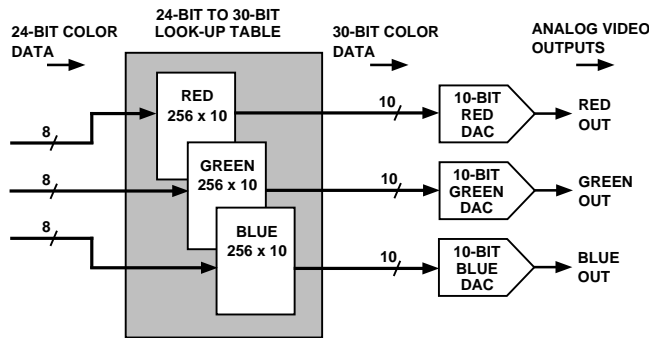 24-BIT COLOR
DATA
24-BIT TO 30-BIT
LOOK-UP TABLE
30-BIT COLOR
DATA
ANALOG VIDEO
OUTPUTS
8
RED
256 x 10
10
10-BIT
RED
DAC
RED
OUT
8
GREEN
256 x 10
10
10-BIT
GREEN
DAC
GREEN
OUT
8
BLUE
256 x 10
10
10-BIT
BLUE
DAC
BLUE
OUT